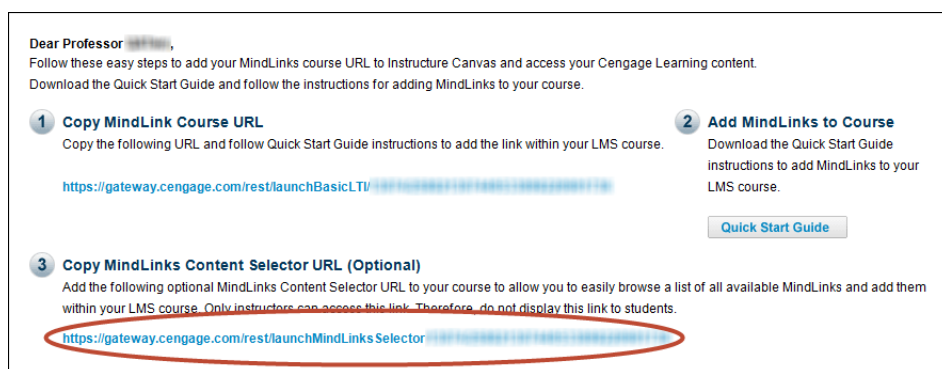 Dear Professor ,
Follow these easy steps to add your MindLinks course URL to Instructure Canvas and access your Cengage Learning content.
Download the Quick Start Guide and follow the instructions for adding MindLinks to your course.
1 Copy MindLink Course URL
Copy the following URL and follow Quick Start Guide instructions to add the link within your LMS course.
https://gateway.cengage.com/rest/launchBasicLTI/
2 Add MindLinks to Course
Download the Quick Start Guide
instructions to add MindLinks to your
LMS course.
Quick Start Guide
3 Copy MindLinks Content Selector URL (Optional)
Add the following optional MindLinks Content Selector URL to your course to allow you to easily browse a list of all available MindLinks and add them
within your LMS course. Only instructors can access this link. Therefore, do not display this link to students.
https://gateway.cengage.com/rest/launchMindLinksSelector